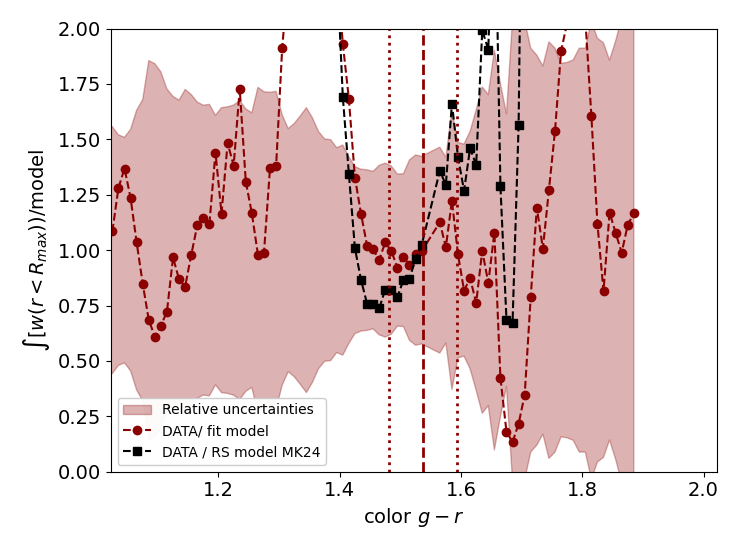 2.00
1.75
1.50
1.25
1.00
0.75
0.50
0.25
0.00
∫[w(r < R_{max}))/model
Relative uncertainties
DATA/ fit model
DATA / RS model MK24
1.2 1.4 1.6 1.8 2.0
color g − r